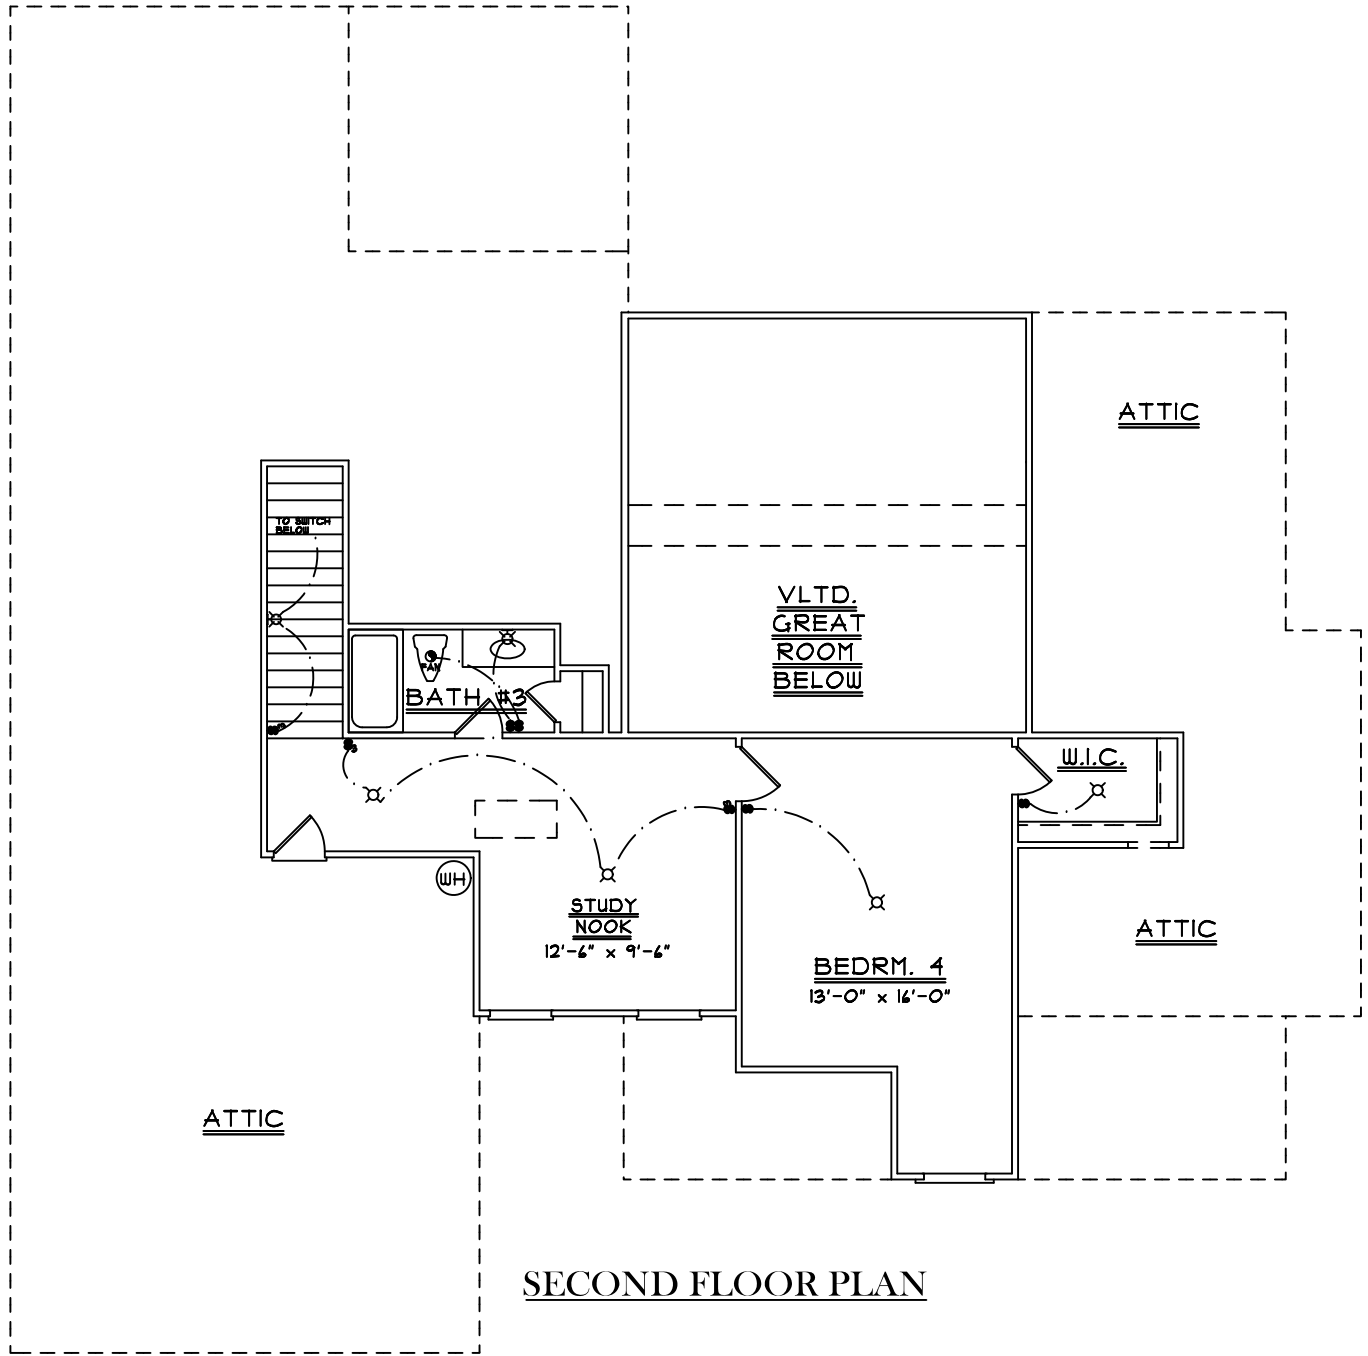 ATTIC
TO SWITCH
BELOW
VLTD.
GREAT
ROOM
BELOW
FAN
BATH #3
W.I.C.
WH
STUDY
NOOK
12'-6" x 9'-6"
ATTIC
BEDRM. 4
13'-0" x 16'-0"
ATTIC
SECOND FLOOR PLAN